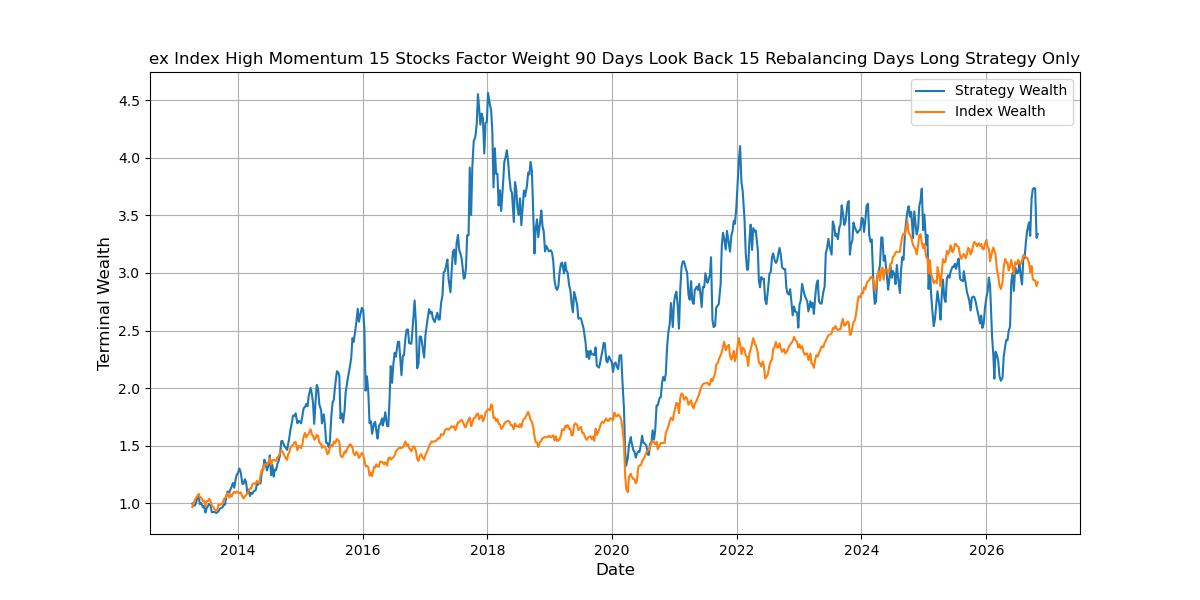 ex Index High Momentum 15 Stocks Factor Weight 90 Days Look Back 15 Rebalancing Days Long Strategy Only
Strategy Wealth
Index Wealth
Terminal Wealth
4.5
4.0
3.5
3.0
2.5
2.0
1.5
1.0
2014 2016 2018 2020 2022 2024 2026
Date